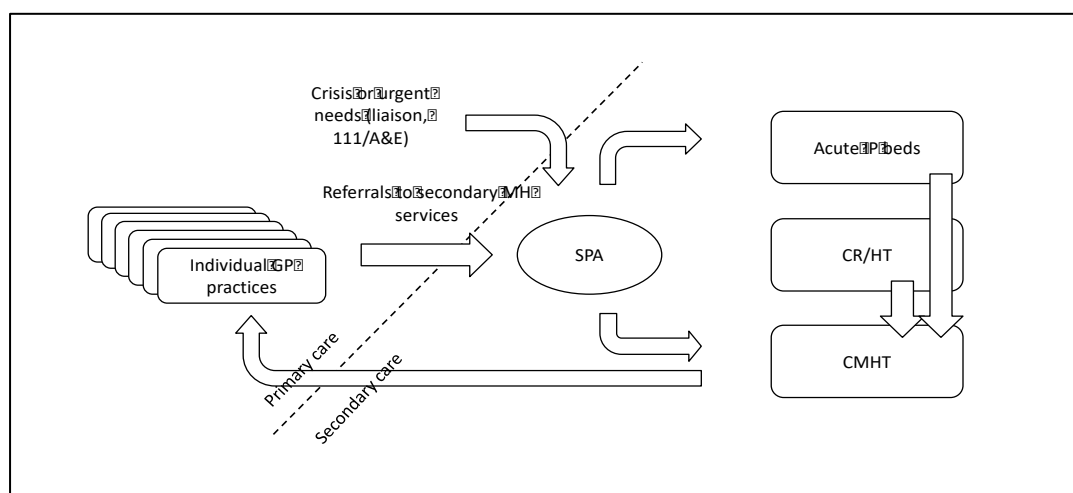 Crisis or urgent
needs (liaison,
111/A&E)
Referrals to secondary MH
services
Individual GP
practices
SPA
Acute IP beds
CR/HT
CMHT
Primary care
Secondary care